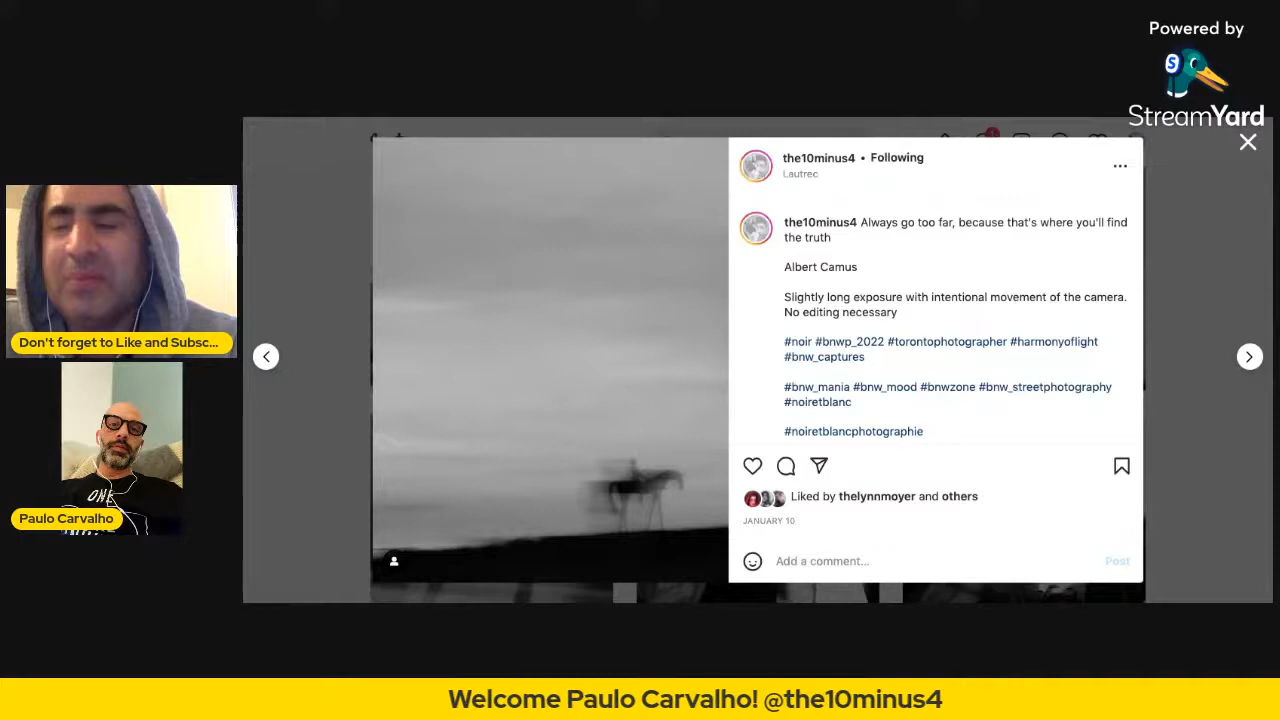 Powered by
StreamYard
the10minus4 • Following
Lautrec
the10minus4 Always go too far, because that's where you'll find
the truth
Albert Camus
Slightly long exposure with intentional movement of the camera.
No editing necessary
#noir #bnwp_2022 #torontophotographer #harmonyoflight
#bnw_captures
#bnw_mania #bnw_mood #bnwzone #bnw_streetphotography
#noiretblanc
#noiretblancphotographie
Liked by thelynnmoyer and others
JANUARY 10
Add a comment...
Post
Don't forget to Like and Subsc...
ONE
Paulo Carvalho
Welcome Paulo Carvalho! @the10minus4